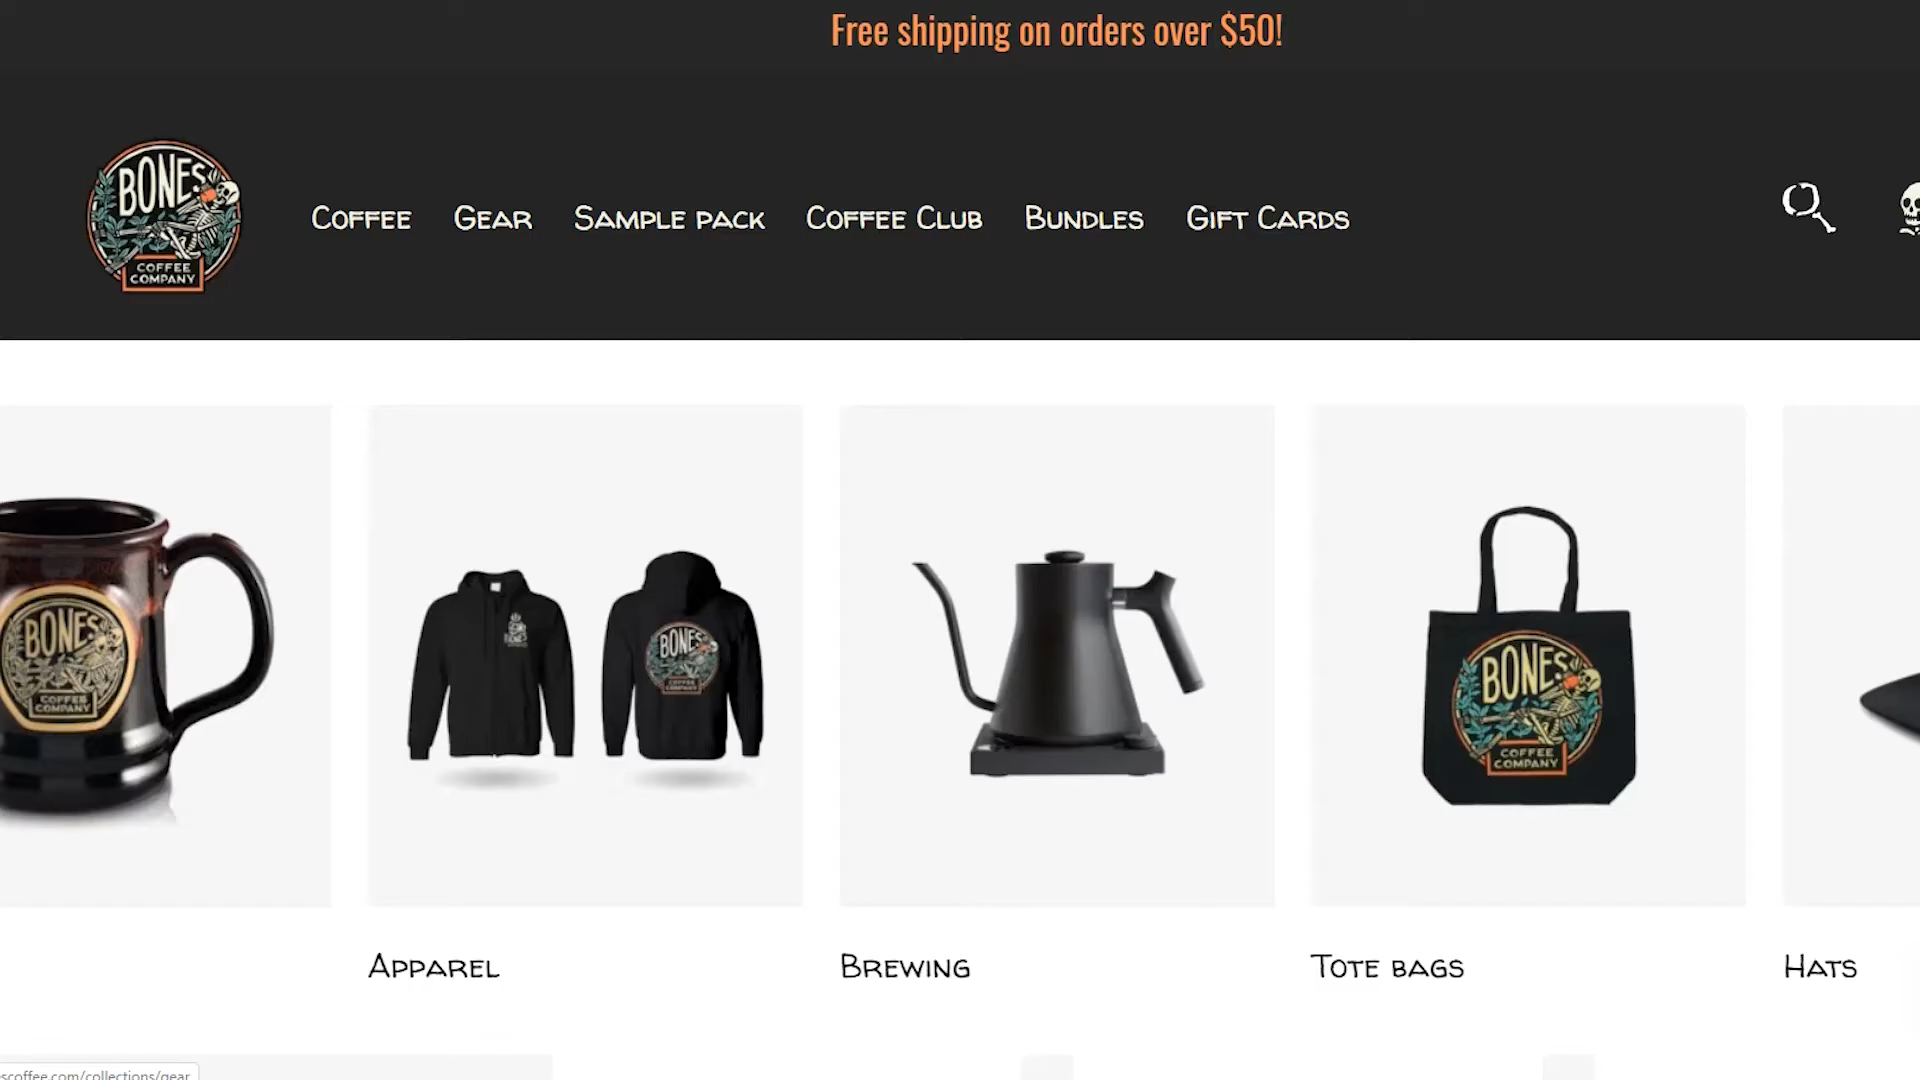 Free shipping on orders over $50!
BONES
COFFEE
COMPANY
Coffee
Gear
Sample pack
Coffee Club
Bundles
Gift Cards
BONES
COFFEE
COMPANY
BONES
BONES
COFFEE
COMPANY
BONES
COFFEE
COMPANY
Apparel
Brewing
Tote bags
Hats
scoffee.com/collections/gear